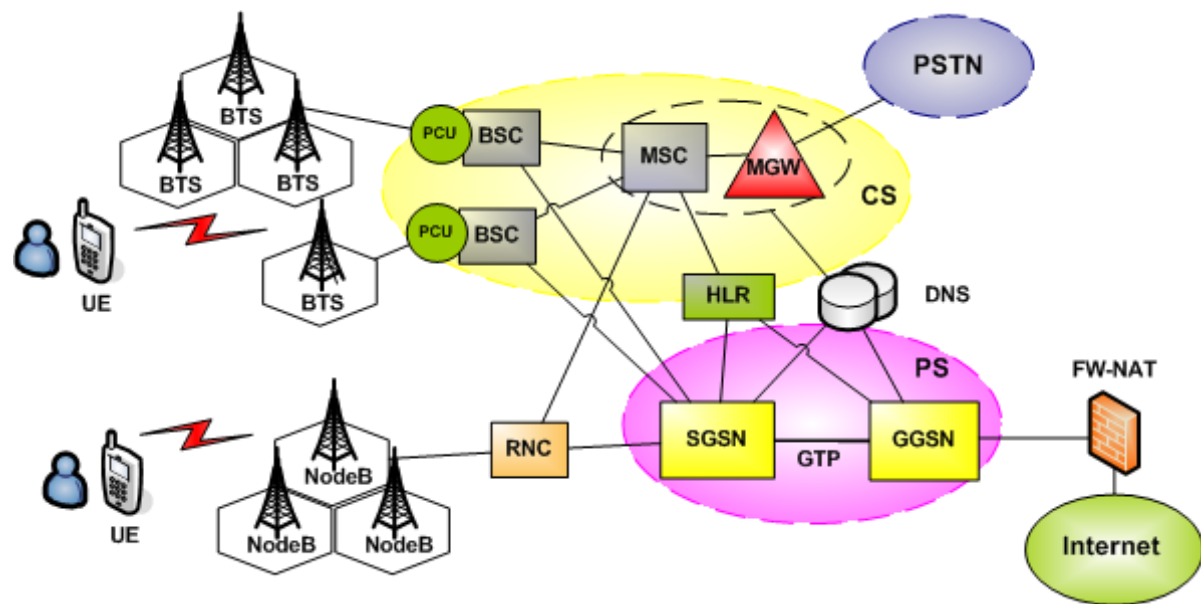 PSTN
BTS
PCU
BSC
MSC
MGW
BTS
BTS
CS
PCU
BSC
UE
BTS
HLR
DNS
PS
FW-NAT
RNC
SGSN
GGSN
GTP
NodeB
UE
NodeB
NodeB
Internet